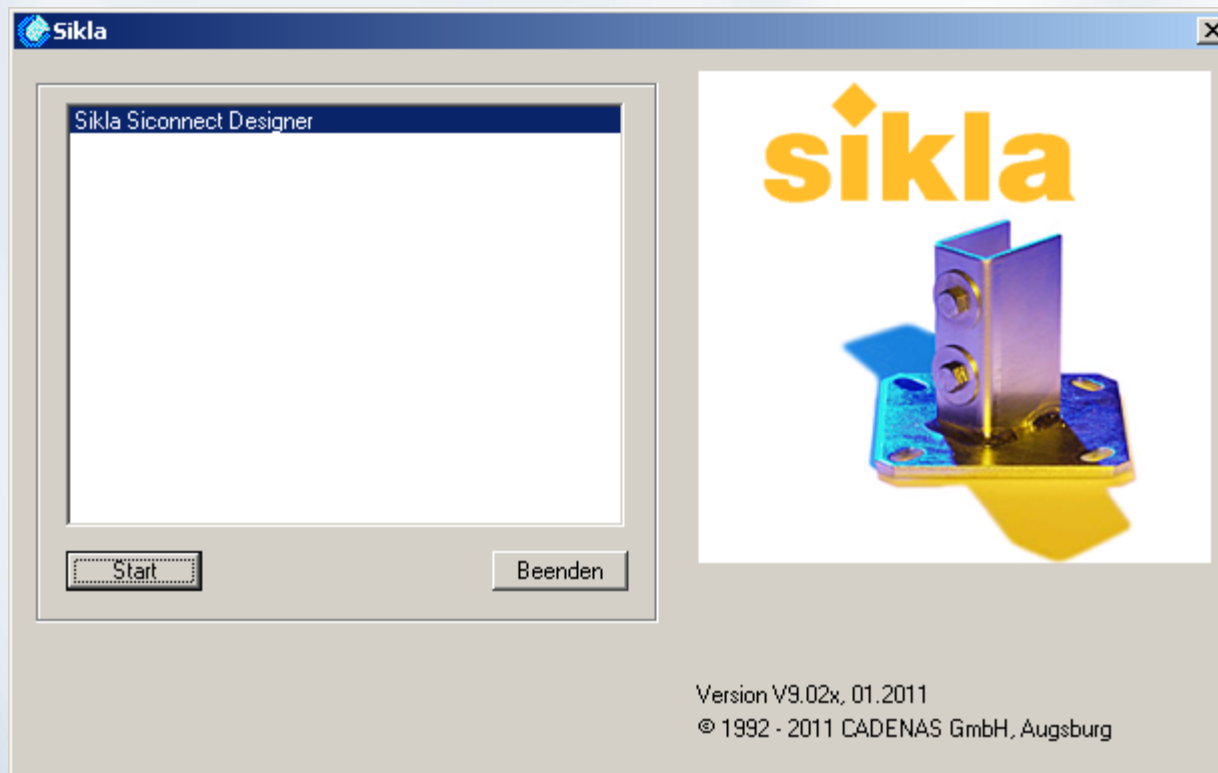 Sikla
Sikla Siconnect Designer
Start
Beenden
sikla
Version V9.02x, 01.2011
© 1992 - 2011 CADENAS GmbH, Augsburg